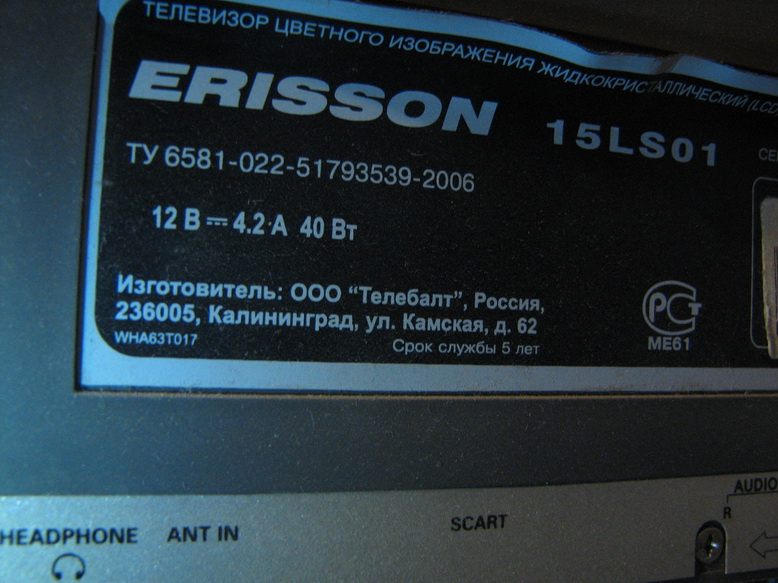 ТЕЛЕВИЗОР ЦВЕТНОГО ИЗОБРАЖЕНИЯ ЖИДКОКРИСТАЛЛИЧЕСКИЙ (LCD
ERISSON 15LS01
ТУ 6581-022-51793539-2006
12 В 4.2 А 40 Вт
Изготовитель: ООО "Телебалт", Россия,
236005, Калининград, ул. Камская, д. 62
WHA63T017 Срок службы 5 лет
РСТ
МЕ61
AUDIO
R
HEADPHONE ANT IN SCART